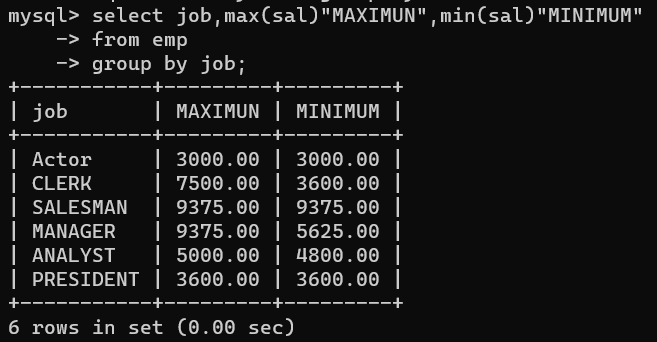 mysql> select job,max(sal)"MAXIMUN",min(sal)"MINIMUM"
    -> from emp
    -> group by job;
+-----------+---------+---------+
| job       | MAXIMUN | MINIMUM |
+-----------+---------+---------+
| Actor     | 3000.00 | 3000.00 |
| CLERK     | 7500.00 | 3600.00 |
| SALESMAN  | 9375.00 | 9375.00 |
| MANAGER   | 9375.00 | 5625.00 |
| ANALYST   | 5000.00 | 4800.00 |
| PRESIDENT | 3600.00 | 3600.00 |
+-----------+---------+---------+
6 rows in set (0.00 sec)